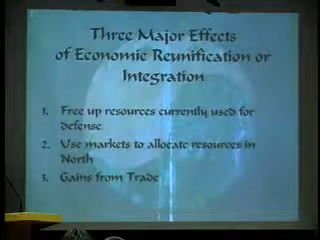 Three Major Effects
of Economic Reunification or
Integration
1. Free up resources currently used for
defense
2. Use markets to allocate resources in
North
3. Gains from Trade